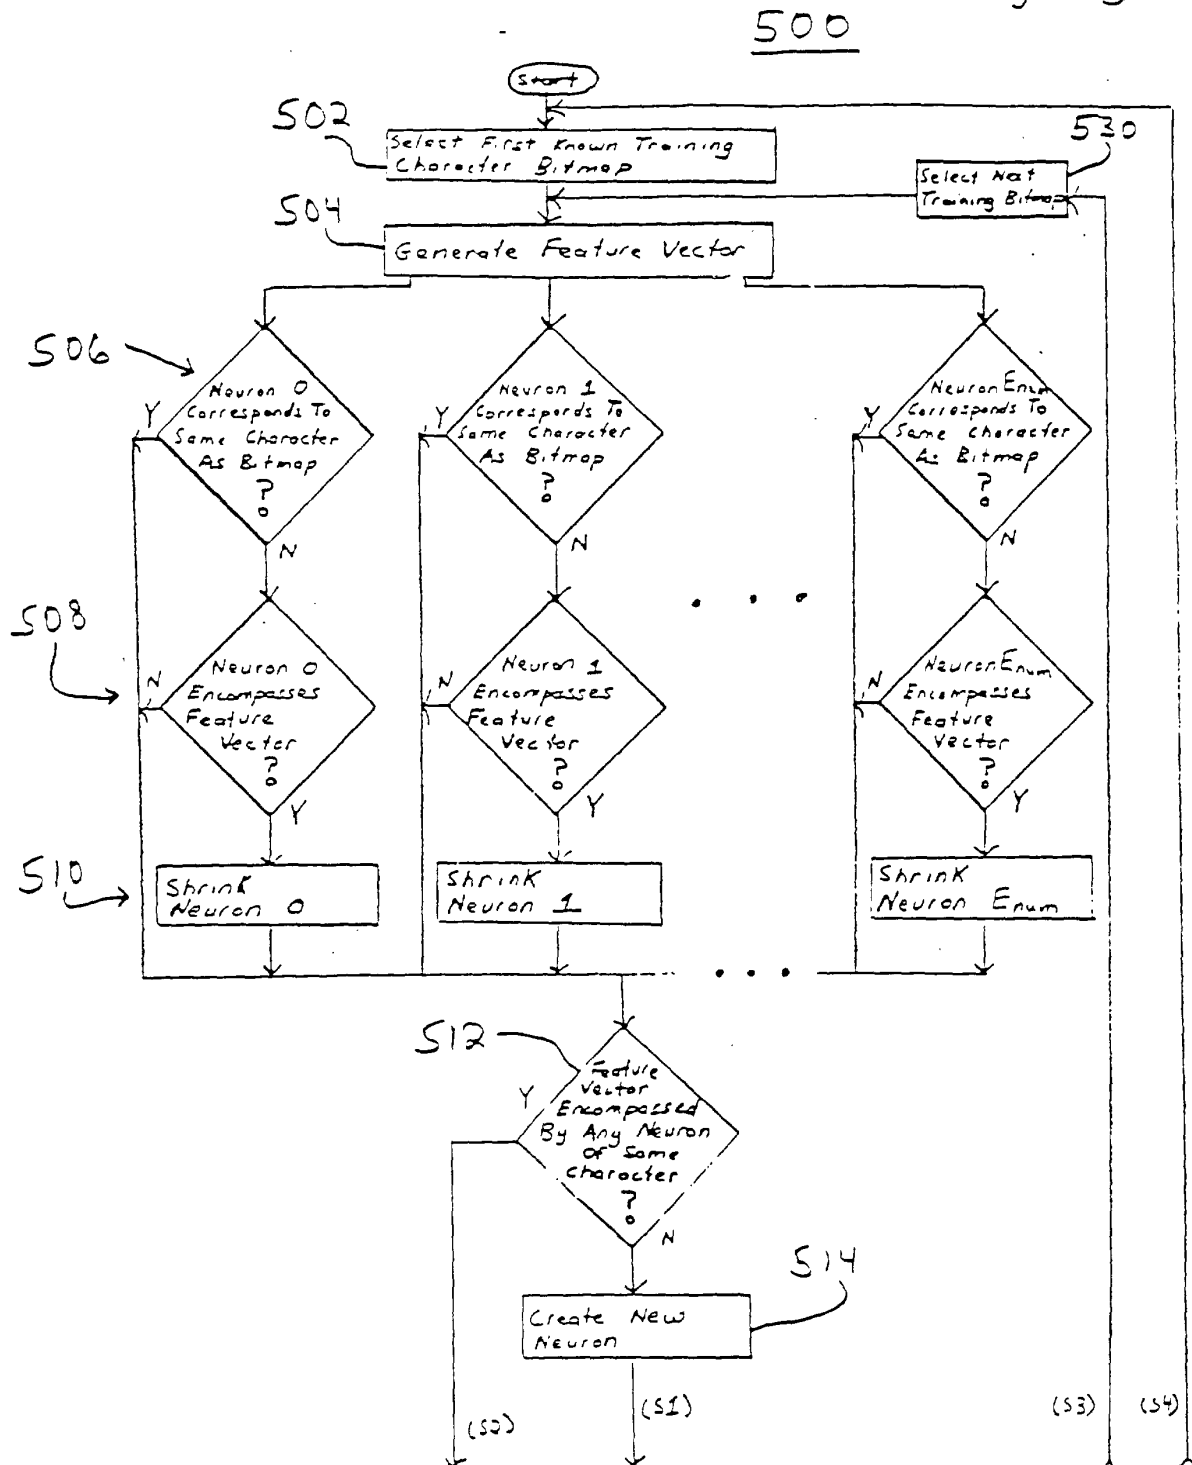 500
Start
502
Select First Known Training
Character Bitmap
530
Select Next
Training Bitmap
504
Generate Feature Vector
506
Neuron 0
Corresponds To
Same Character
As Bitmap
?
Y
N
Neuron 1
Corresponds To
Same Character
As Bitmap
?
Y
N
Neuron Enum
Corresponds To
Same Character
As Bitmap
?
Y
N
508
Neuron 0
Encompasses
Feature
Vector
?
N
Y
Neuron 1
Encompasses
Feature
Vector
?
N
Y
Neuron Enum
Encompasses
Feature
Vector
?
N
Y
510
Shrink
Neuron 0
Shrink
Neuron 1
Shrink
Neuron Enum
512
Feature
Vector
Encompassed
By Any Neuron
Of Same
Character
?
Y
N
514
Create New
Neuron
(S2)
(S1)
(S3)
(S4)